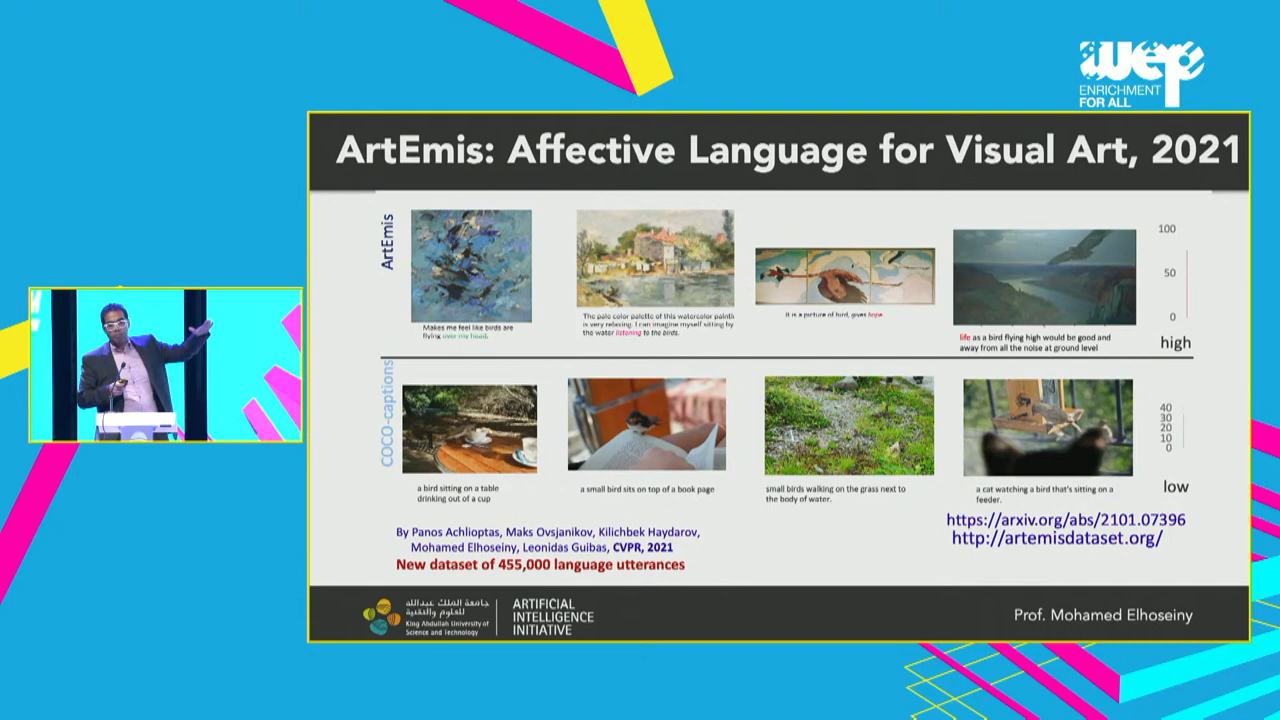 wep
ENRICHMENT
FOR ALL
ArtEmis: Affective Language for Visual Art, 2021
ArtEmis
Makes me feel like birds are
flying over my head.
The pale color palette of this watercolor painti
is very relaxing. I can imagine myself sitting by
the water listening to the birds.
It is a picture of bird, gives hope.
life as a bird flying high would be good and
away from all the noise at ground level
100
50
0
high
COCO-captions
a bird sitting on a table
drinking out of a cup
a small bird sits on top of a book page
small birds walking on the grass next to
the body of water.
a cat watching a bird that's sitting on a
feeder.
40
30
20
10
0
low
By Panos Achlioptas, Maks Ovsjanikov, Kilichbek Haydarov,
Mohamed Elhoseiny, Leonidas Guibas, CVPR, 2021
New dataset of 455,000 language utterances
https://arxiv.org/abs/2101.07396
http://artemisdataset.org/
جامعة الملك عبدالله
للعلوم والتقنية
King Abdullah University of
Science and Technology
ARTIFICIAL
INTELLIGENCE
INITIATIVE
Prof. Mohamed Elhoseiny